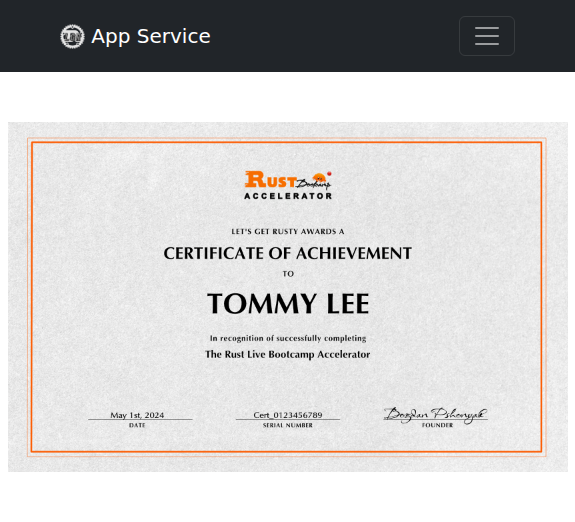 App Service
RUST Bootcamp
ACCELERATOR
LET'S GET RUSTY AWARDS A
CERTIFICATE OF ACHIEVEMENT
TO
TOMMY LEE
In recognition of successfully completing
The Rust Live Bootcamp Accelerator
May 1st, 2024 Cert_0123456789 Bogdan Pshonyak
DATE SERIAL NUMBER FOUNDER